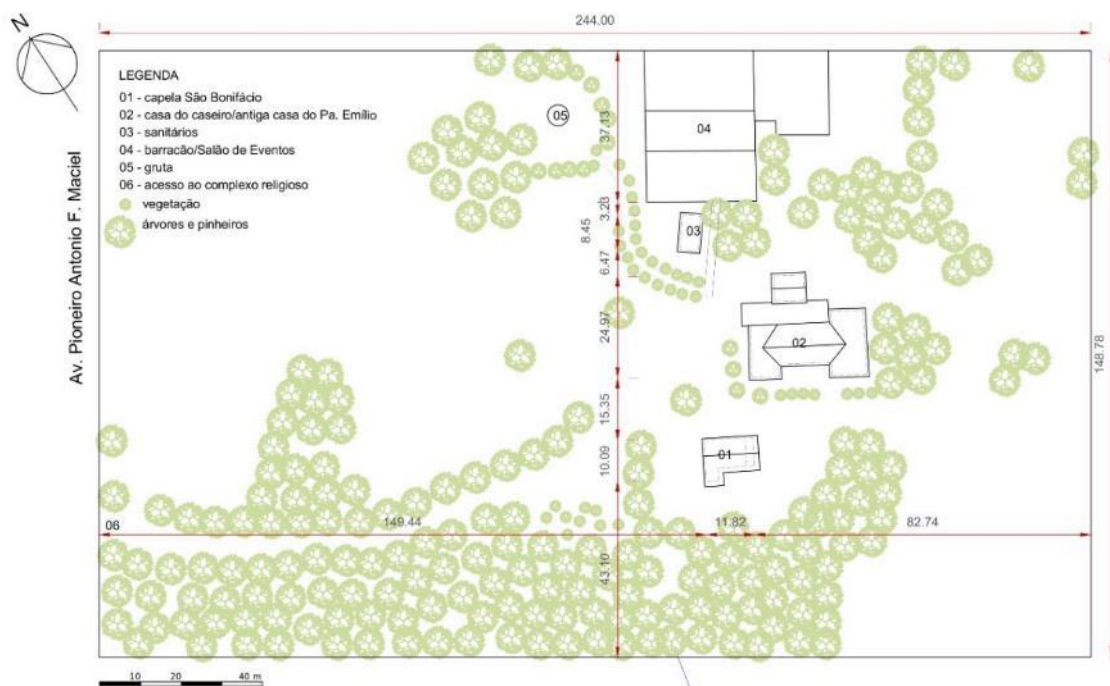 244.00
N
LEGENDA
01 - capela São Bonifácio
02 - casa do caseiro/antiga casa do Pa. Emílio
03 - sanitários
04 - barracão/Salão de Eventos
05 - gruta
06 - acesso ao complexo religioso
vegetação
árvores e pinheiros
Av. Pioneiro Antonio F. Maciel
05
37.13
04
3.28
8.45
03
6.47
24.97
02
148.78
15.35
10.09
01
06
149.44
11.82
82.74
43.10
10 20 40 m